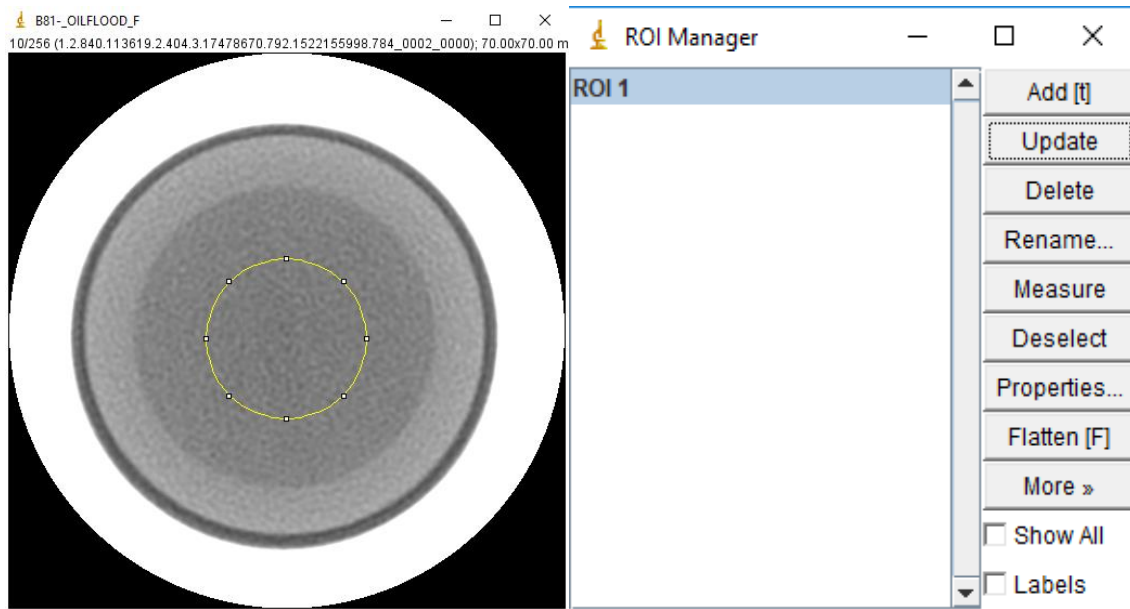 B81-_OILFLOOD_F
10/256 (1.2.840.113619.2.404.3.17478670.792.1522155998.784_0002_0000); 70.00x70.00 m
ROI Manager
ROI 1
Add [t]
Update
Delete
Rename...
Measure
Deselect
Properties...
Flatten [F]
More »
Show All
Labels